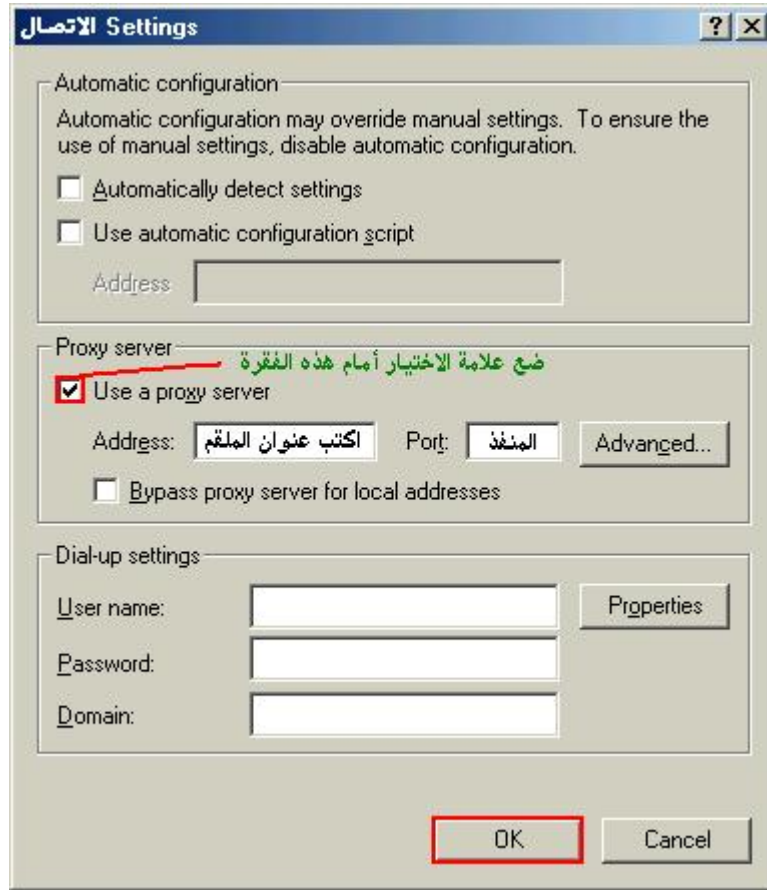 الاتصال Settings
Automatic configuration
Automatic configuration may override manual settings. To ensure the
use of manual settings, disable automatic configuration.
Automatically detect settings
Use automatic configuration script
Address
Proxy server
ضع علامة الاختيار أمام هذه الفقرة
Use a proxy server
Address: اكتب عنوان الملقم Port: المنفذ Advanced...
Bypass proxy server for local addresses
Dial-up settings
User name: Properties
Password:
Domain:
OK Cancel